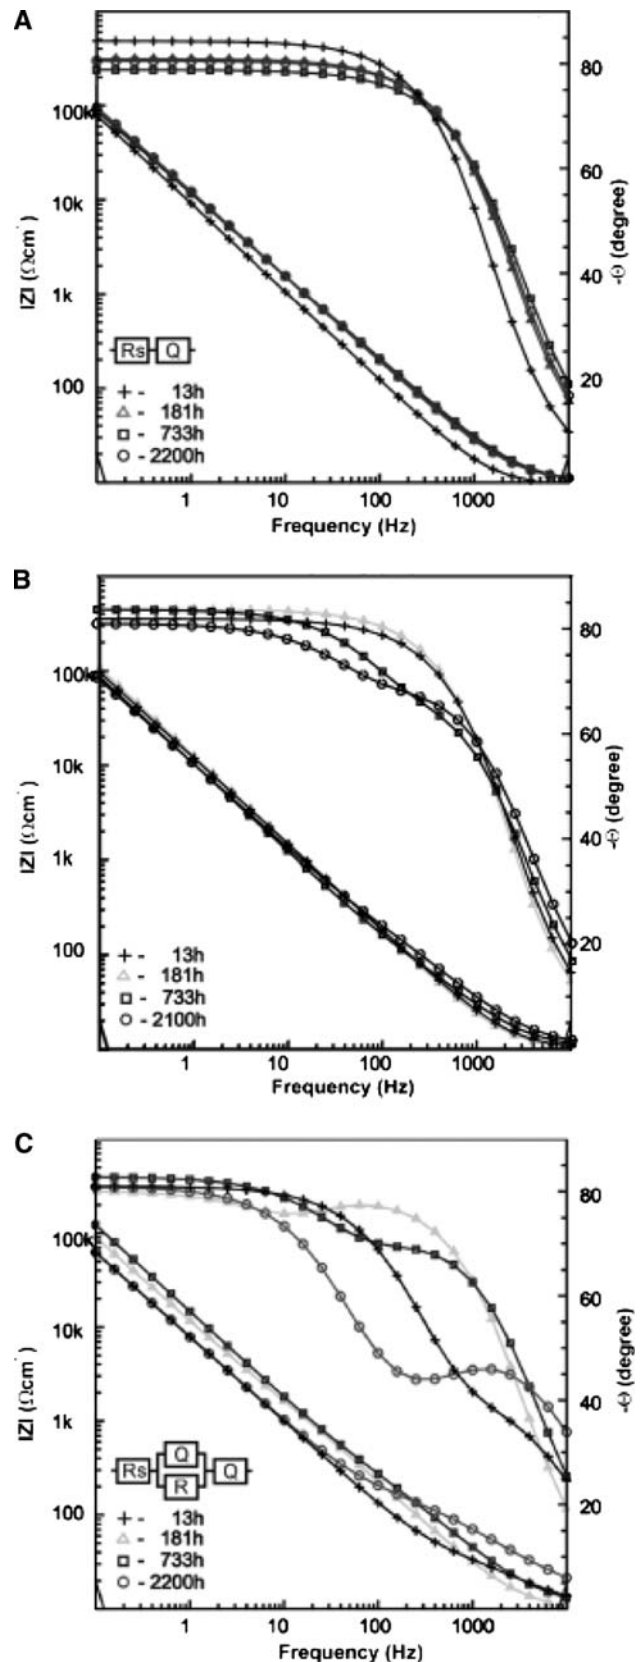 A
100k
10k
1k
100
80
60
40
20
|Z| (Ωcm
-Θ (degree)
Rs Q
+ - 13h
△ - 181h
□ - 733h
○ - 2200h
1 10 100 1000
Frequency (Hz)
B
100k
10k
1k
100
80
60
40
20
|Z| (Ωcm
-Θ (degree)
+ - 13h
△ - 181h
□ - 733h
○ - 2100h
1 10 100 1000
Frequency (Hz)
C
100k
10k
1k
100
80
60
40
20
|Z| (Ωcm
-Θ (degree)
Q
Rs Q
R
+ - 13h
△ - 181h
□ - 733h
○ - 2200h
1 10 100 1000
Frequency (Hz)